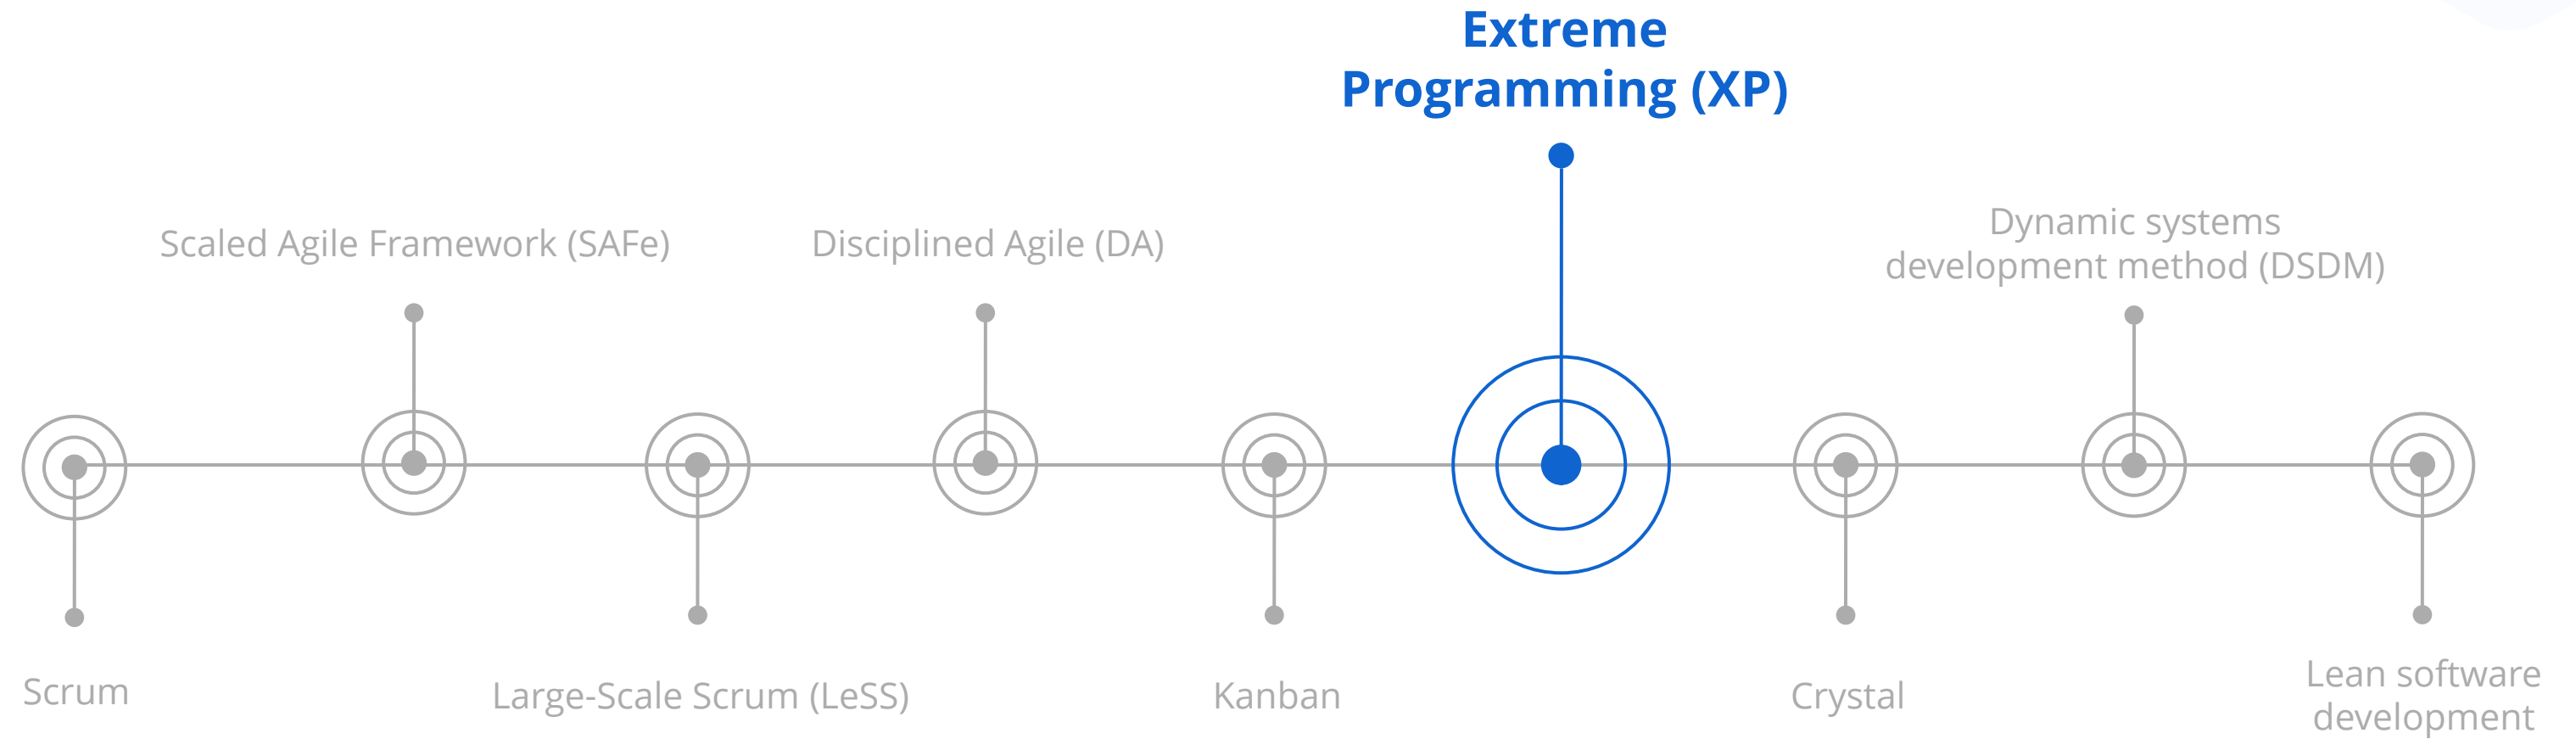 Extreme
Programming (XP)
Scaled Agile Framework (SAFe)
Disciplined Agile (DA)
Dynamic systems
development method (DSDM)
Scrum
Large-Scale Scrum (LeSS)
Kanban
Crystal
Lean software
development